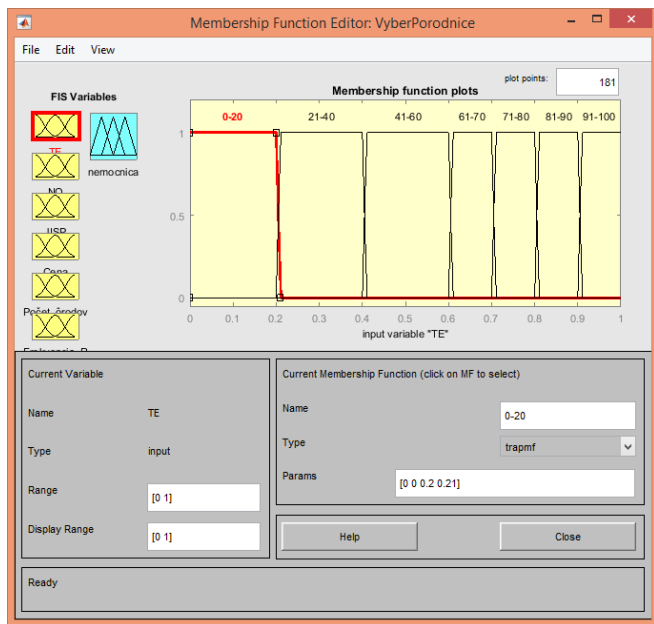 Membership Function Editor: VyberPorodnice
File Edit View
plot points: 181
FIS Variables
Membership function plots
TE
nemocnica
NO
Cena
0-20 21-40 41-60 61-70 71-80 81-90 91-100
1
0.5
0
0 0.1 0.2 0.3 0.4 0.5 0.6 0.7 0.8 0.9 1
input variable "TE"
Current Variable
Name TE
Type input
Range [0 1]
Display Range [0 1]
Current Membership Function (click on MF to select)
Name 0-20
Type trapmf
Params [0 0 0.2 0.21]
Help Close
Ready